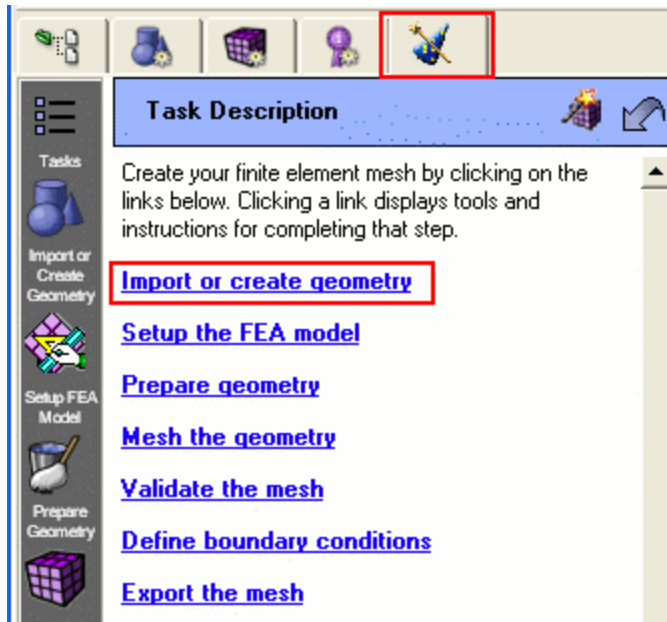 Task Description
Tasks
Create your finite element mesh by clicking on the
links below. Clicking a link displays tools and
instructions for completing that step.
Import or
Create
Geometry
Import or create geometry
Setup the FEA model
Setup FEA
Model
Prepare geometry
Mesh the geometry
Validate the mesh
Prepare
Geometry
Define boundary conditions
Export the mesh